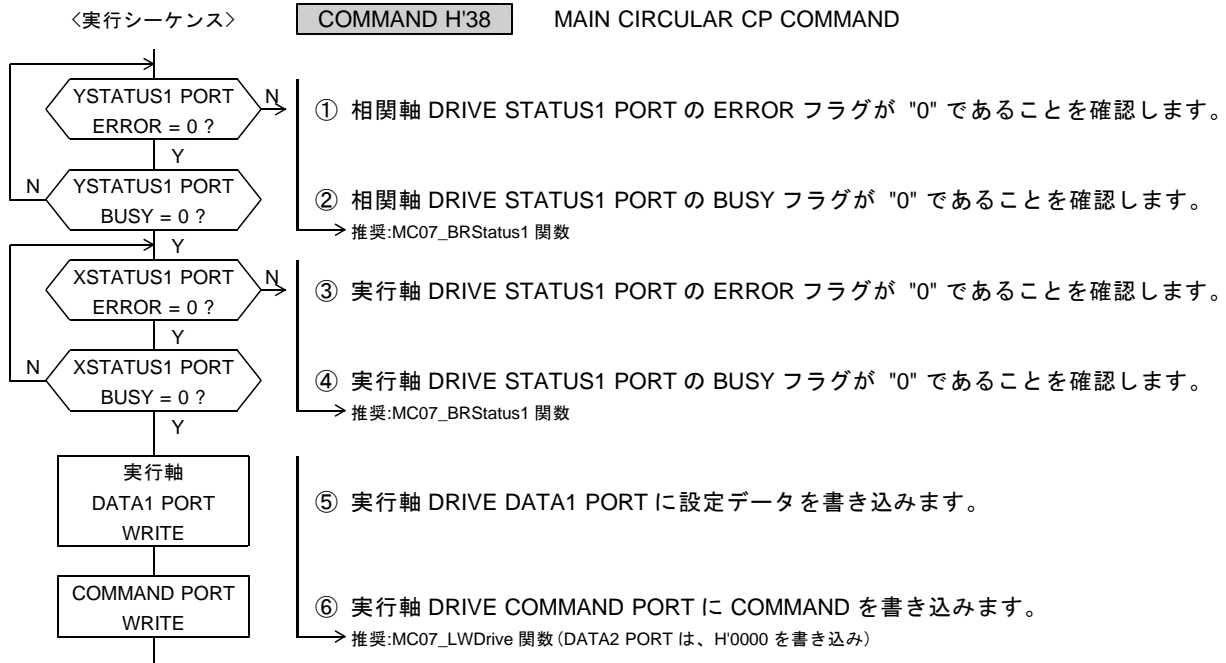 〈実行シーケンス〉 COMMAND H'38 MAIN CIRCULAR CP COMMAND
YSTATUS1 PORT
ERROR = 0 ?
N
① 相関軸 DRIVE STATUS1 PORT の ERROR フラグが "0" であることを確認します。
Y
N
YSTATUS1 PORT
BUSY = 0 ?
② 相関軸 DRIVE STATUS1 PORT の BUSY フラグが "0" であることを確認します。
推奨:MC07_BRStatus1 関数
Y
XSTATUS1 PORT
ERROR = 0 ?
N
③ 実行軸 DRIVE STATUS1 PORT の ERROR フラグが "0" であることを確認します。
Y
N
XSTATUS1 PORT
BUSY = 0 ?
④ 実行軸 DRIVE STATUS1 PORT の BUSY フラグが "0" であることを確認します。
推奨:MC07_BRStatus1 関数
Y
実行軸
DATA1 PORT
WRITE
⑤ 実行軸 DRIVE DATA1 PORT に設定データを書き込みます。
COMMAND PORT
WRITE
⑥ 実行軸 DRIVE COMMAND PORT に COMMAND を書き込みます。
推奨:MC07_LWDrive 関数(DATA2 PORT は、H'0000 を書き込み)